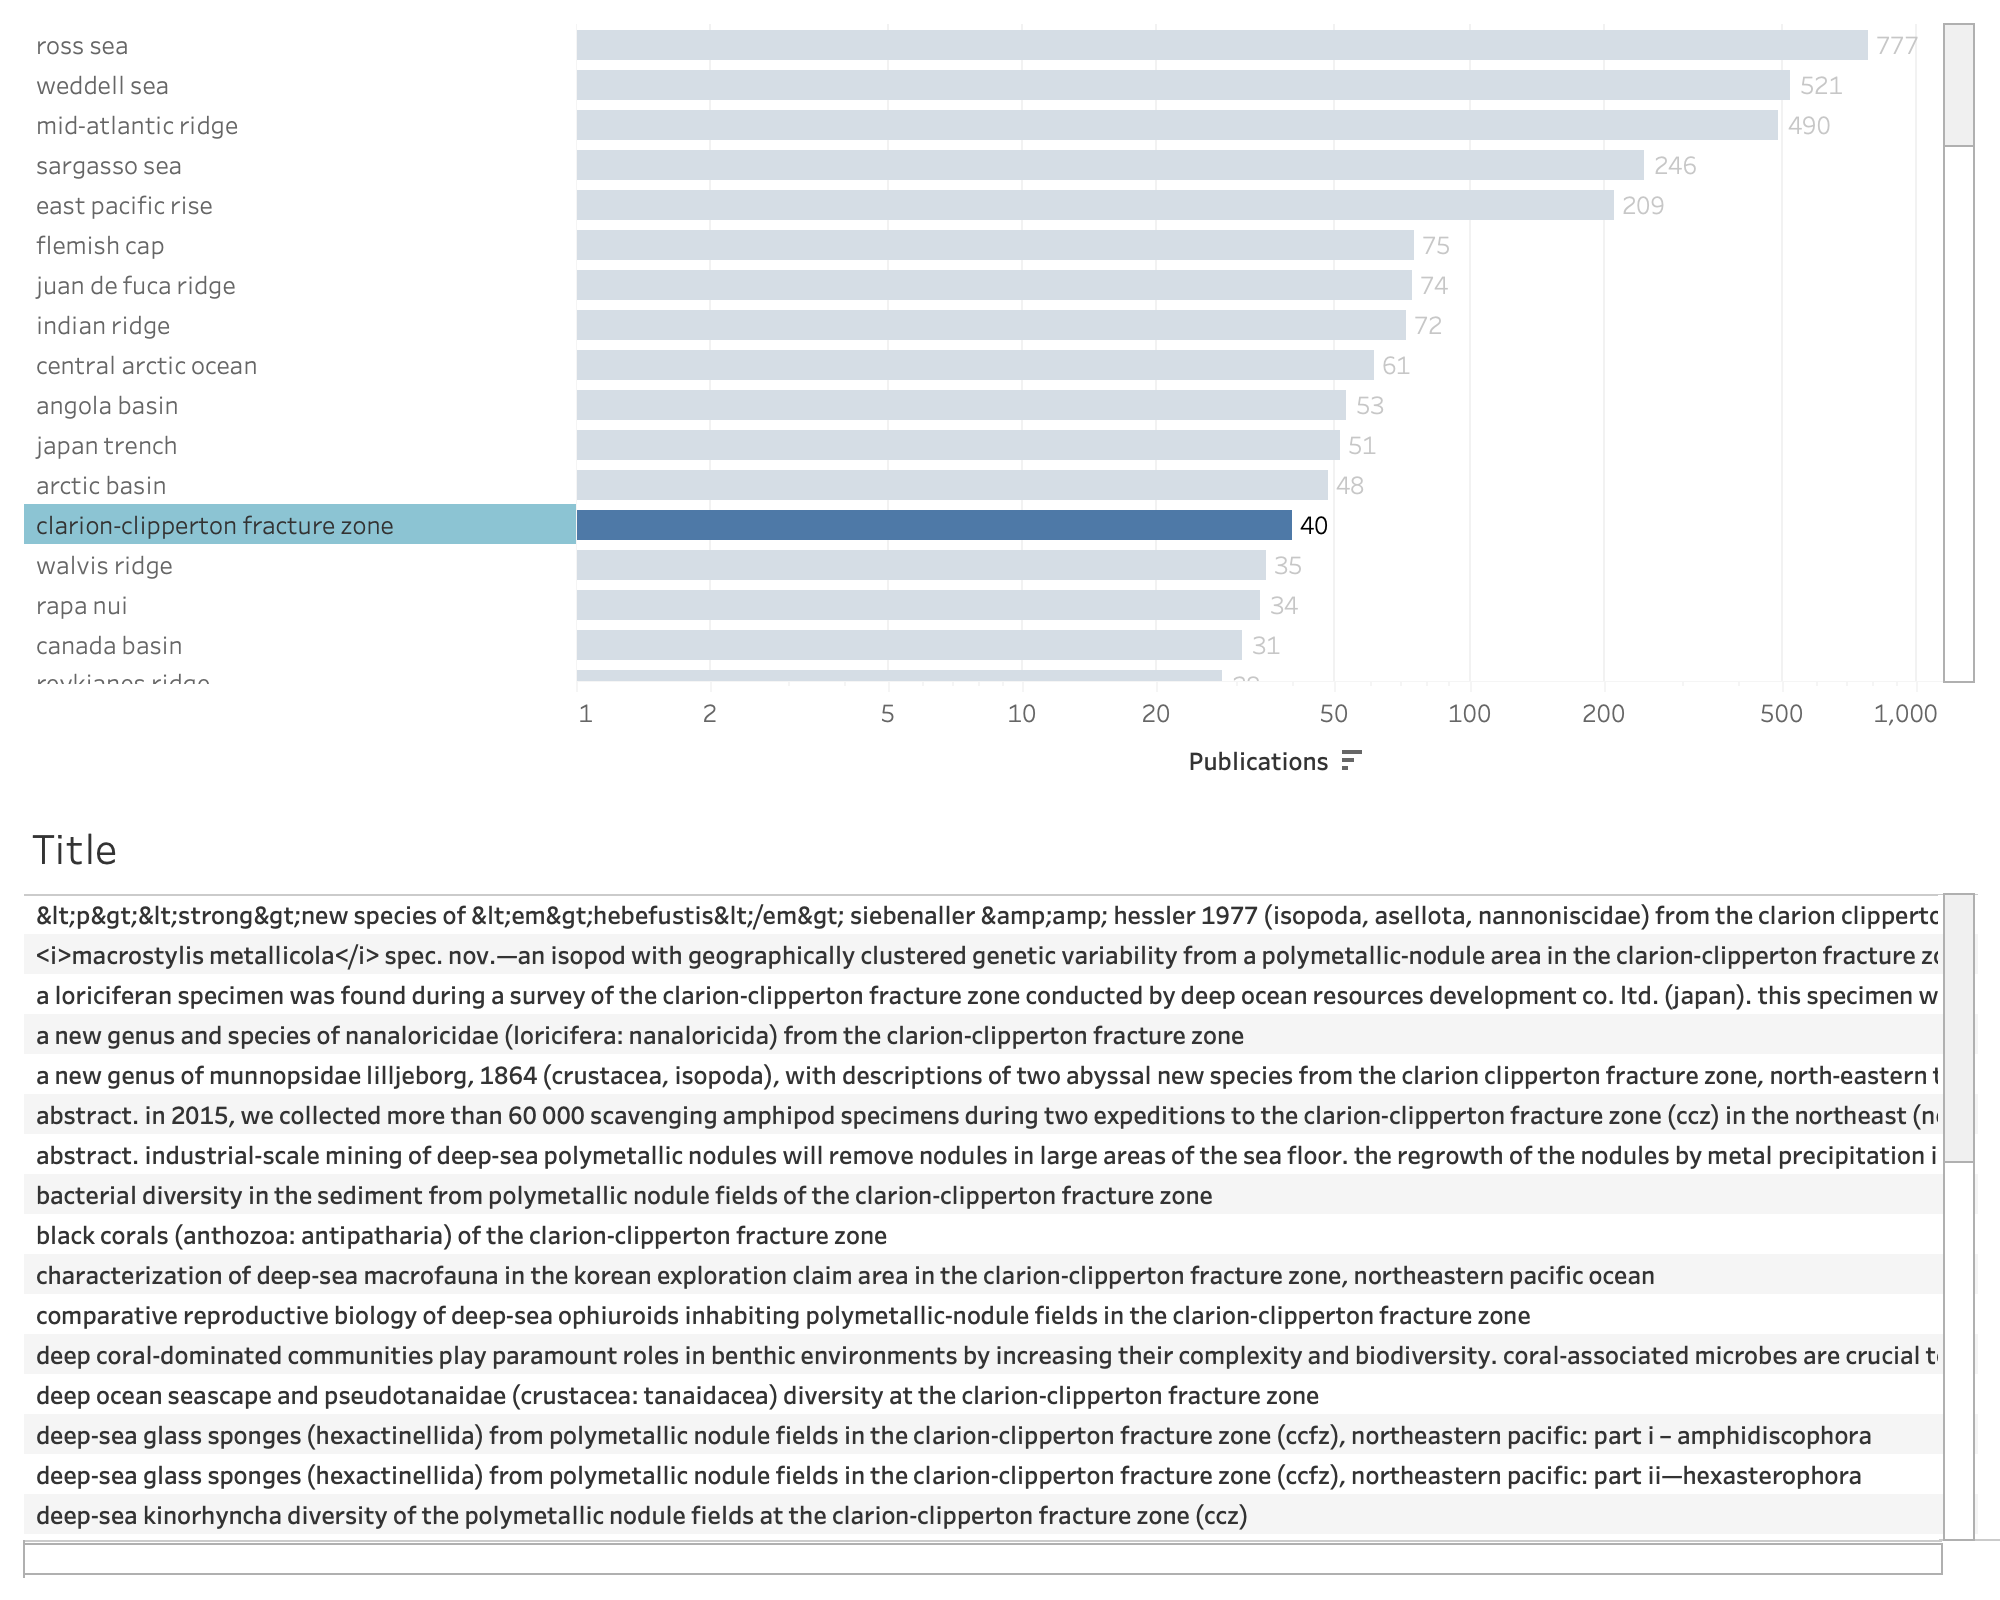 ross sea 777
weddell sea 521
mid-atlantic ridge 490
sargasso sea 246
east pacific rise 209
flemish cap 75
juan de fuca ridge 74
indian ridge 72
central arctic ocean 61
angola basin 53
japan trench 51
arctic basin 48
clarion-clipperton fracture zone 40
walvis ridge 35
rapa nui 34
canada basin 31
reykjanes ridge
1 2 5 10 20 50 100 200 500 1,000
Publications
Title
&lt;p&gt;&lt;strong&gt;new species of &lt;em&gt;hebefustis&lt;/em&gt; siebenaller &amp;amp; hessler 1977 (isopoda, asellota, nannoniscidae) from the clarion clipperto
<i>macrostylis metallicola</i> spec. nov.—an isopod with geographically clustered genetic variability from a polymetallic-nodule area in the clarion-clipperton fracture zo
a loriciferan specimen was found during a survey of the clarion-clipperton fracture zone conducted by deep ocean resources development co. ltd. (japan). this specimen w
a new genus and species of nanaloricidae (loricifera: nanaloricida) from the clarion-clipperton fracture zone
a new genus of munnopsidae lilljeborg, 1864 (crustacea, isopoda), with descriptions of two abyssal new species from the clarion clipperton fracture zone, north-eastern t
abstract. in 2015, we collected more than 60 000 scavenging amphipod specimens during two expeditions to the clarion-clipperton fracture zone (ccz) in the northeast (ne
abstract. industrial-scale mining of deep-sea polymetallic nodules will remove nodules in large areas of the sea floor. the regrowth of the nodules by metal precipitation i
bacterial diversity in the sediment from polymetallic nodule fields of the clarion-clipperton fracture zone
black corals (anthozoa: antipatharia) of the clarion-clipperton fracture zone
characterization of deep-sea macrofauna in the korean exploration claim area in the clarion-clipperton fracture zone, northeastern pacific ocean
comparative reproductive biology of deep-sea ophiuroids inhabiting polymetallic-nodule fields in the clarion-clipperton fracture zone
deep coral-dominated communities play paramount roles in benthic environments by increasing their complexity and biodiversity. coral-associated microbes are crucial to
deep ocean seascape and pseudotanaidae (crustacea: tanaidacea) diversity at the clarion-clipperton fracture zone
deep-sea glass sponges (hexactinellida) from polymetallic nodule fields in the clarion-clipperton fracture zone (ccfz), northeastern pacific: part i – amphidiscophora
deep-sea glass sponges (hexactinellida) from polymetallic nodule fields in the clarion-clipperton fracture zone (ccfz), northeastern pacific: part ii—hexasterophora
deep-sea kinorhyncha diversity of the polymetallic nodule fields at the clarion-clipperton fracture zone (ccz)